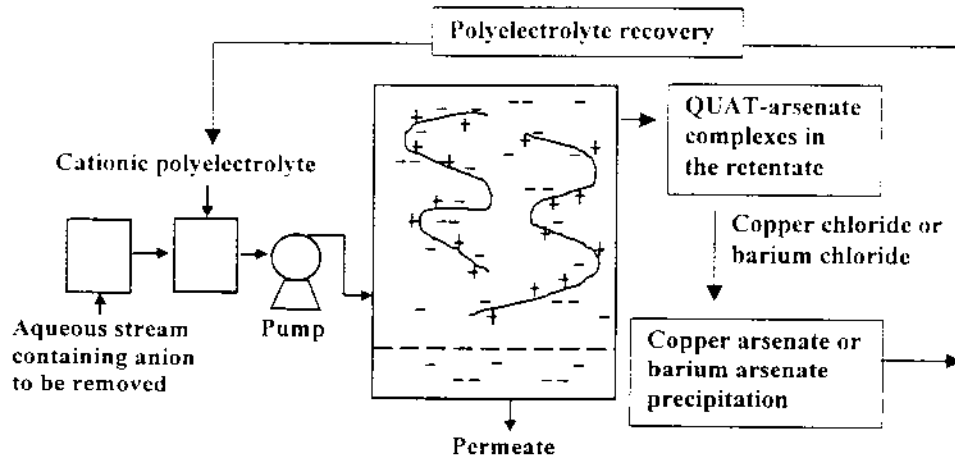 Polyelectrolyte recovery
QUAT-arsenate
complexes in
the retentate
Cationic polyelectrolyte
Copper chloride or
barium chloride
Pump
Aqueous stream
containing anion
to be removed
Copper arsenate or
barium arsenate
precipitation
Permeate